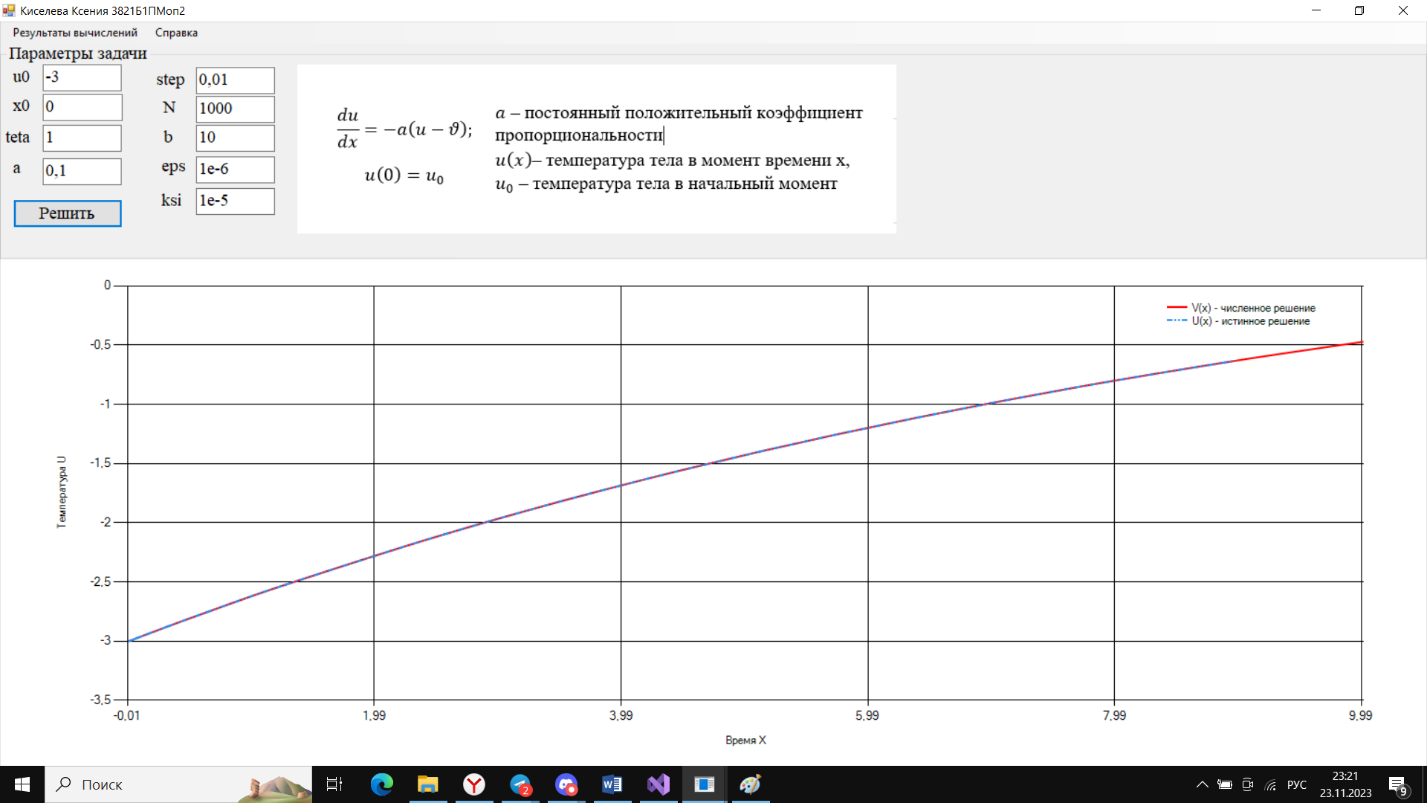 Киселева Ксения 3821Б1ПМоп2
Результаты вычислений Справка
Параметры задачи
u0 -3
x0 0
teta 1
a 0,1
Решить
step 0,01
N 1000
b 10
eps 1e-6
ksi 1e-5
du/dx = −a(u − ϑ);
u(0) = u₀
a – постоянный положительный коэффициент
пропорциональности
u(x)– температура тела в момент времени x,
u₀ – температура тела в начальный момент
V(x) - численное решение
U(x) - истинное решение
0
-0,5
-1
-1,5
-2
-2,5
-3
-3,5
Температура U
-0,01 1,99 3,99 5,99 7,99 9,99
Время X
Поиск
2
РУС
23:21
23.11.2023
9